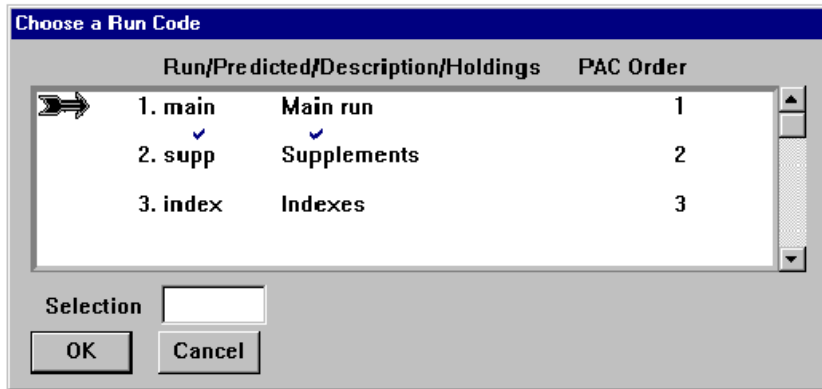 Choose a Run Code
Run/Predicted/Description/Holdings PAC Order
1. main Main run 1
2. supp Supplements 2
3. index Indexes 3
Selection
OK Cancel